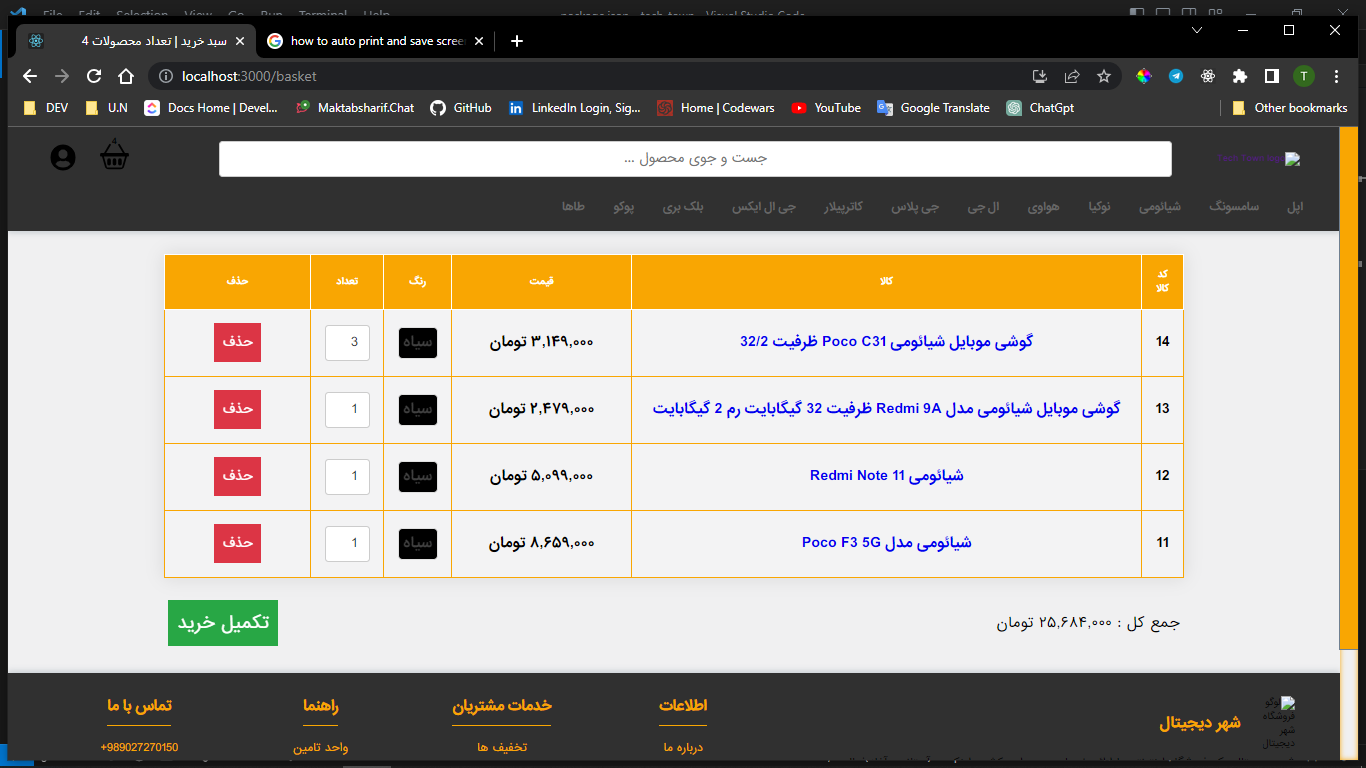 File Edit Selection View Go Run Terminal Help package.json - tech-town - Visual Studio Code
سبد خرید | تعداد محصولات 4
how to auto print and save scree
localhost:3000/basket
T
DEV
U.N
Docs Home | Devel...
Maktabsharif.Chat
GitHub
LinkedIn Login, Sig...
Home | Codewars
YouTube
Google Translate
ChatGpt
Other bookmarks
4
جست و جوی محصول ...
اپل سامسونگ شیائومی نوکیا هواوی ال جی جی پلاس کاترپیلار جی ال ایکس بلک بری پوکو طاها
کد کالا کالا قیمت رنگ تعداد حذف
14 گوشی موبایل شیائومی Poco C31 ظرفیت 32/2 ۳,۱۴۹,۰۰۰ تومان سیاه 3 حذف
13 گوشی موبایل شیائومی مدل Redmi 9A ظرفیت 32 گیگابایت رم 2 گیگابایت ۲,۴۷۹,۰۰۰ تومان سیاه 1 حذف
12 شیائومی Redmi Note 11 ۵,۰۹۹,۰۰۰ تومان سیاه 1 حذف
11 شیائومی مدل Poco F3 5G ۸,۶۵۹,۰۰۰ تومان سیاه 1 حذف
جمع کل : ۲۵,۶۸۴,۰۰۰ تومان
تکمیل خرید
لوگو فروشگاه شهر دیجیتال
شهر دیجیتال
اطلاعات
درباره ما
خدمات مشتریان
تخفیف ها
راهنما
واحد تامین
تماس با ما
+989027270150